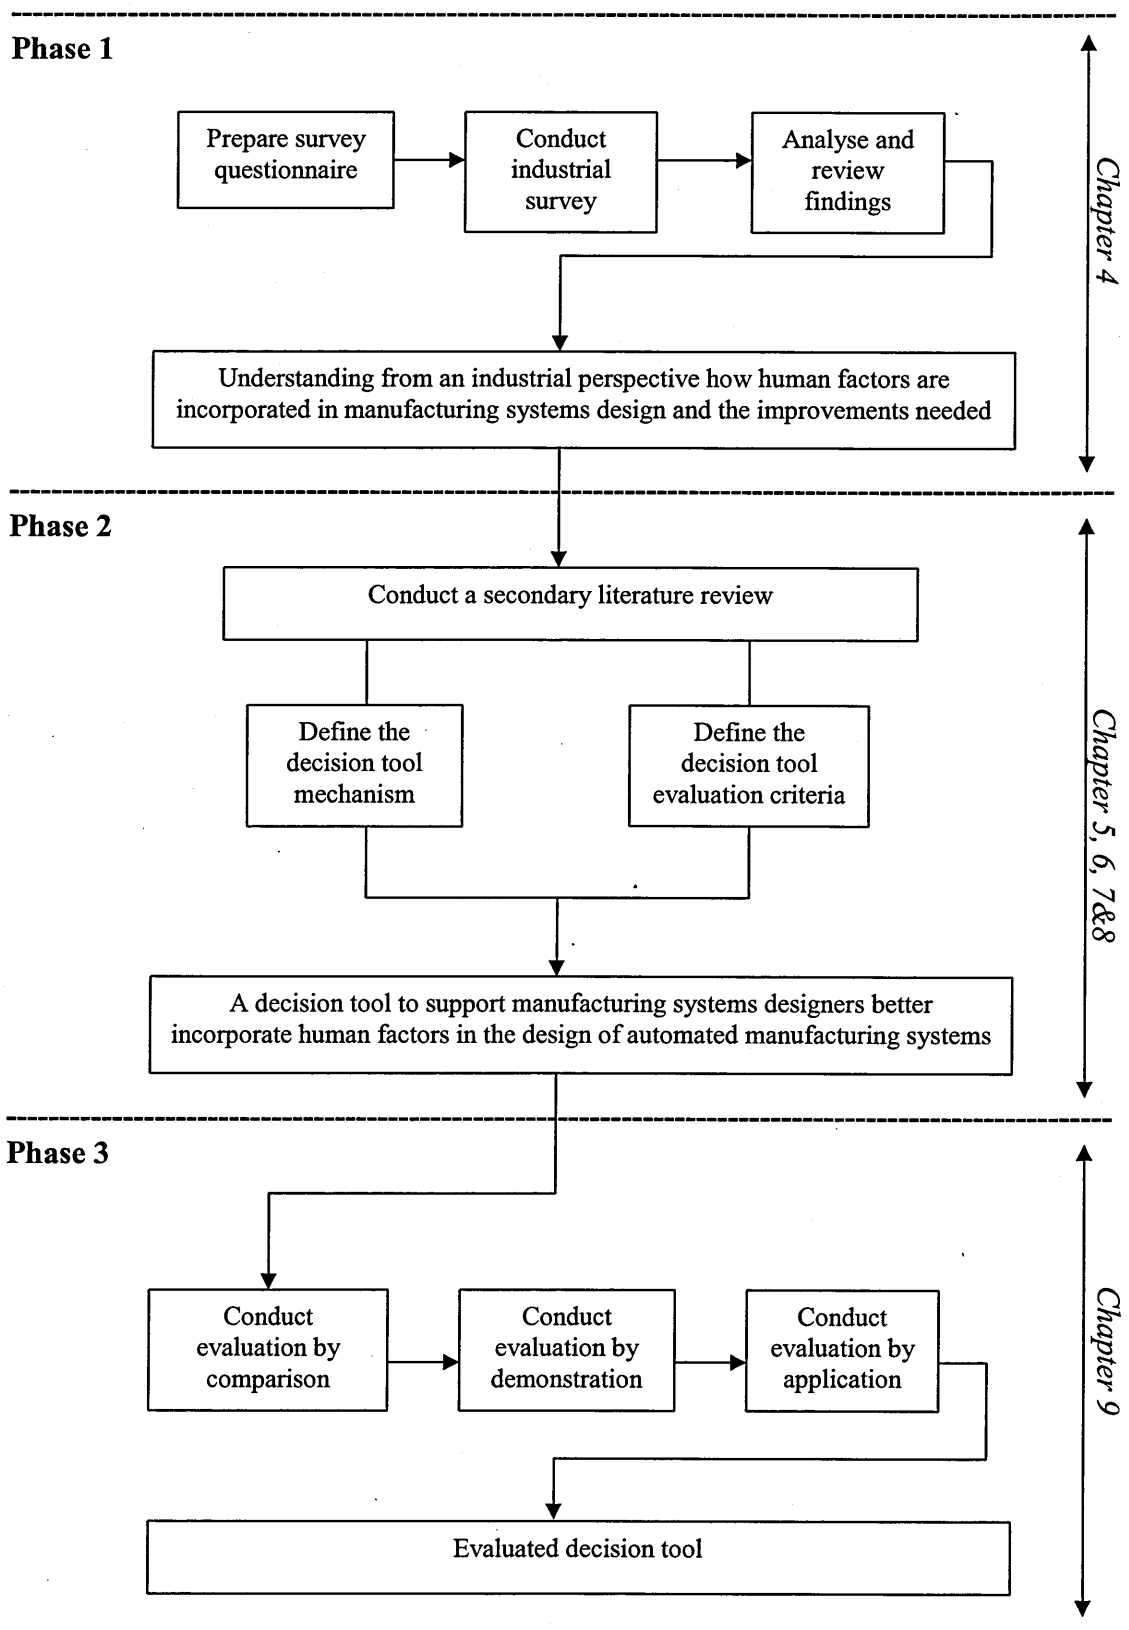 Phase 1
Prepare survey
questionnaire
Conduct
industrial
survey
Analyse and
review
findings
Chapter 4
Understanding from an industrial perspective how human factors are
incorporated in manufacturing systems design and the improvements needed
Phase 2
Conduct a secondary literature review
Define the
decision tool
mechanism
Define the
decision tool
evaluation criteria
Chapter 5, 6, 7&8
A decision tool to support manufacturing systems designers better
incorporate human factors in the design of automated manufacturing systems
Phase 3
Conduct
evaluation by
comparison
Conduct
evaluation by
demonstration
Conduct
evaluation by
application
Chapter 9
Evaluated decision tool